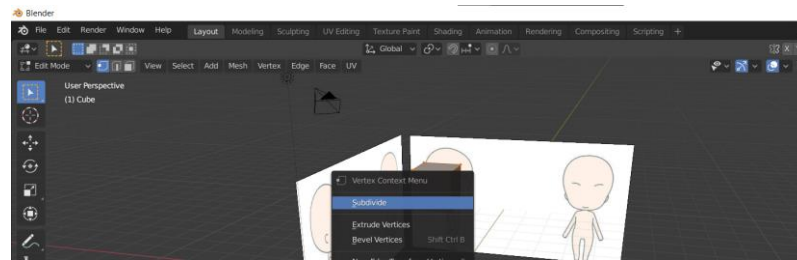 Blender
File Edit Render Window Help Layout Modeling Sculpting UV Editing Texture Paint Shading Animation Rendering Compositing Scripting +
Global
Edit Mode View Select Add Mesh Vertex Edge Face UV
User Perspective
(1) Cube
Vertex Context Menu
Subdivide
Extrude Vertices
Bevel Vertices Shift Ctrl B